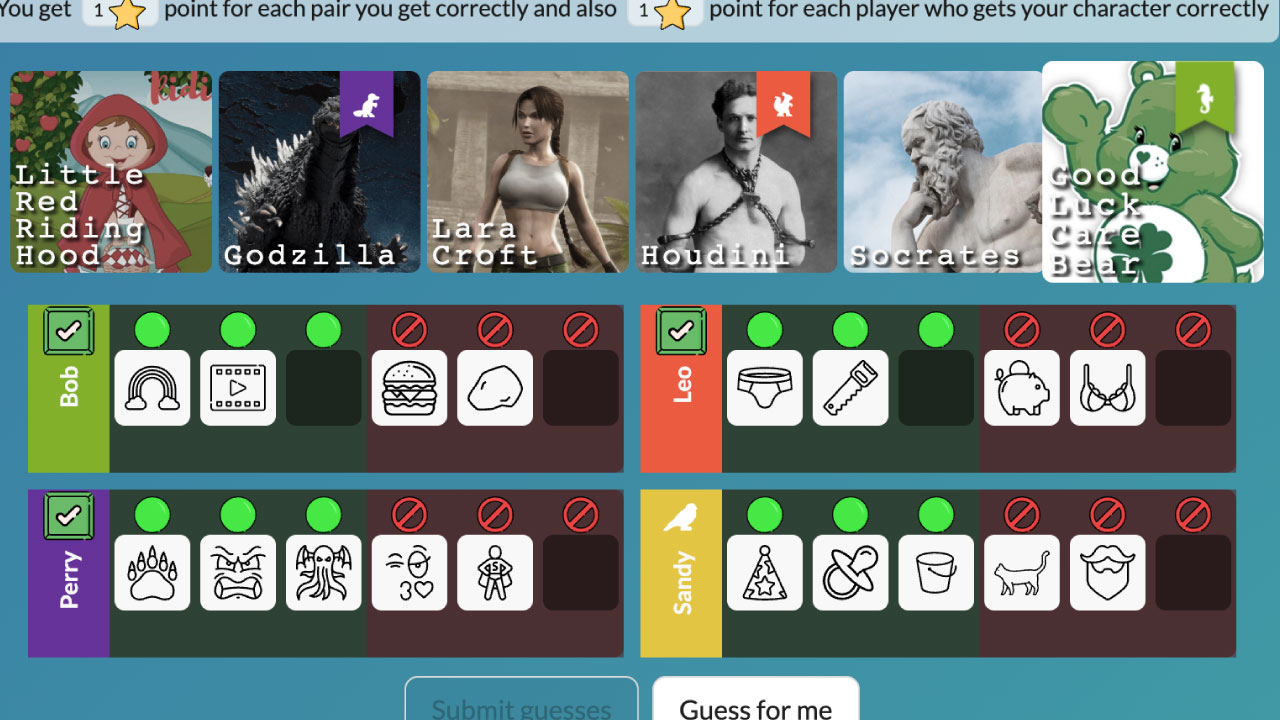 You get 1 point for each pair you get correctly and also 1 point for each player who gets your character correctly
Little
Red
Riding
Hood
Godzilla
Lara
Croft
Houdini
Socrates
Good
Luck
Care
Bear
Bob
Leo
Perry
S
Sandy
Submit guesses
Guess for me